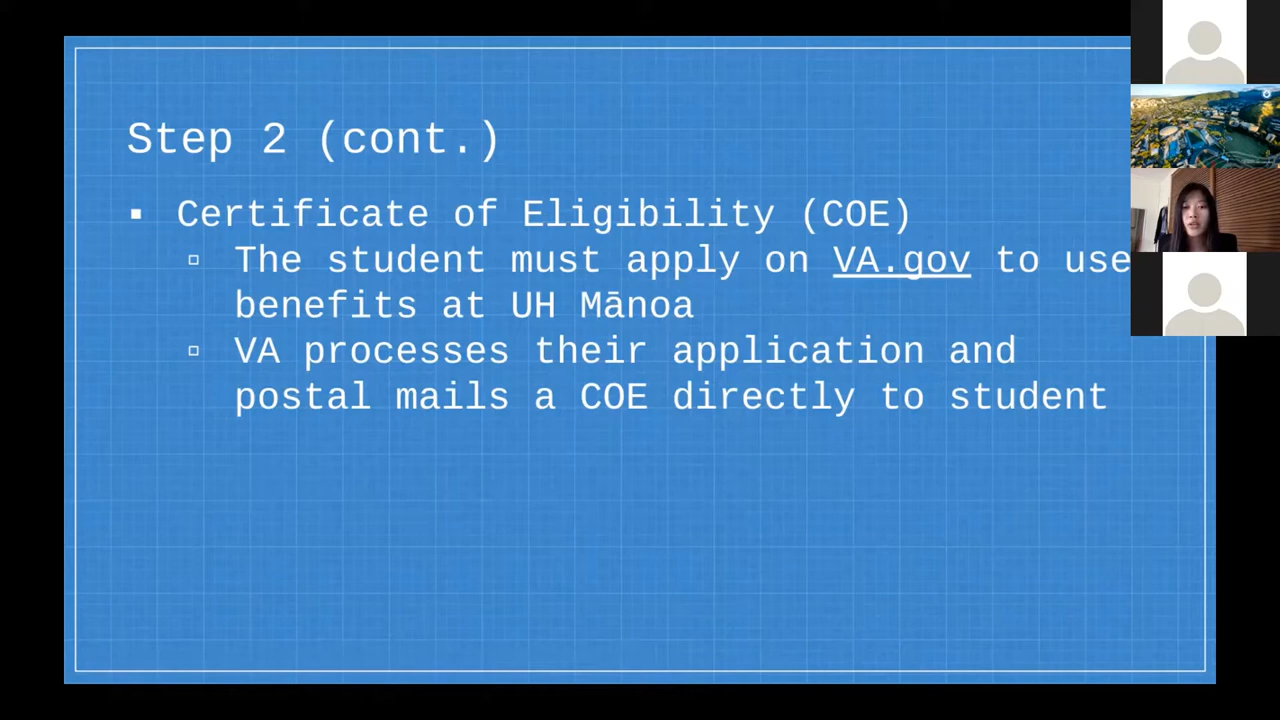 Step 2 (cont.)
▪ Certificate of Eligibility (COE)
▫ The student must apply on VA.gov to use
benefits at UH Mānoa
▫ VA processes their application and
postal mails a COE directly to student